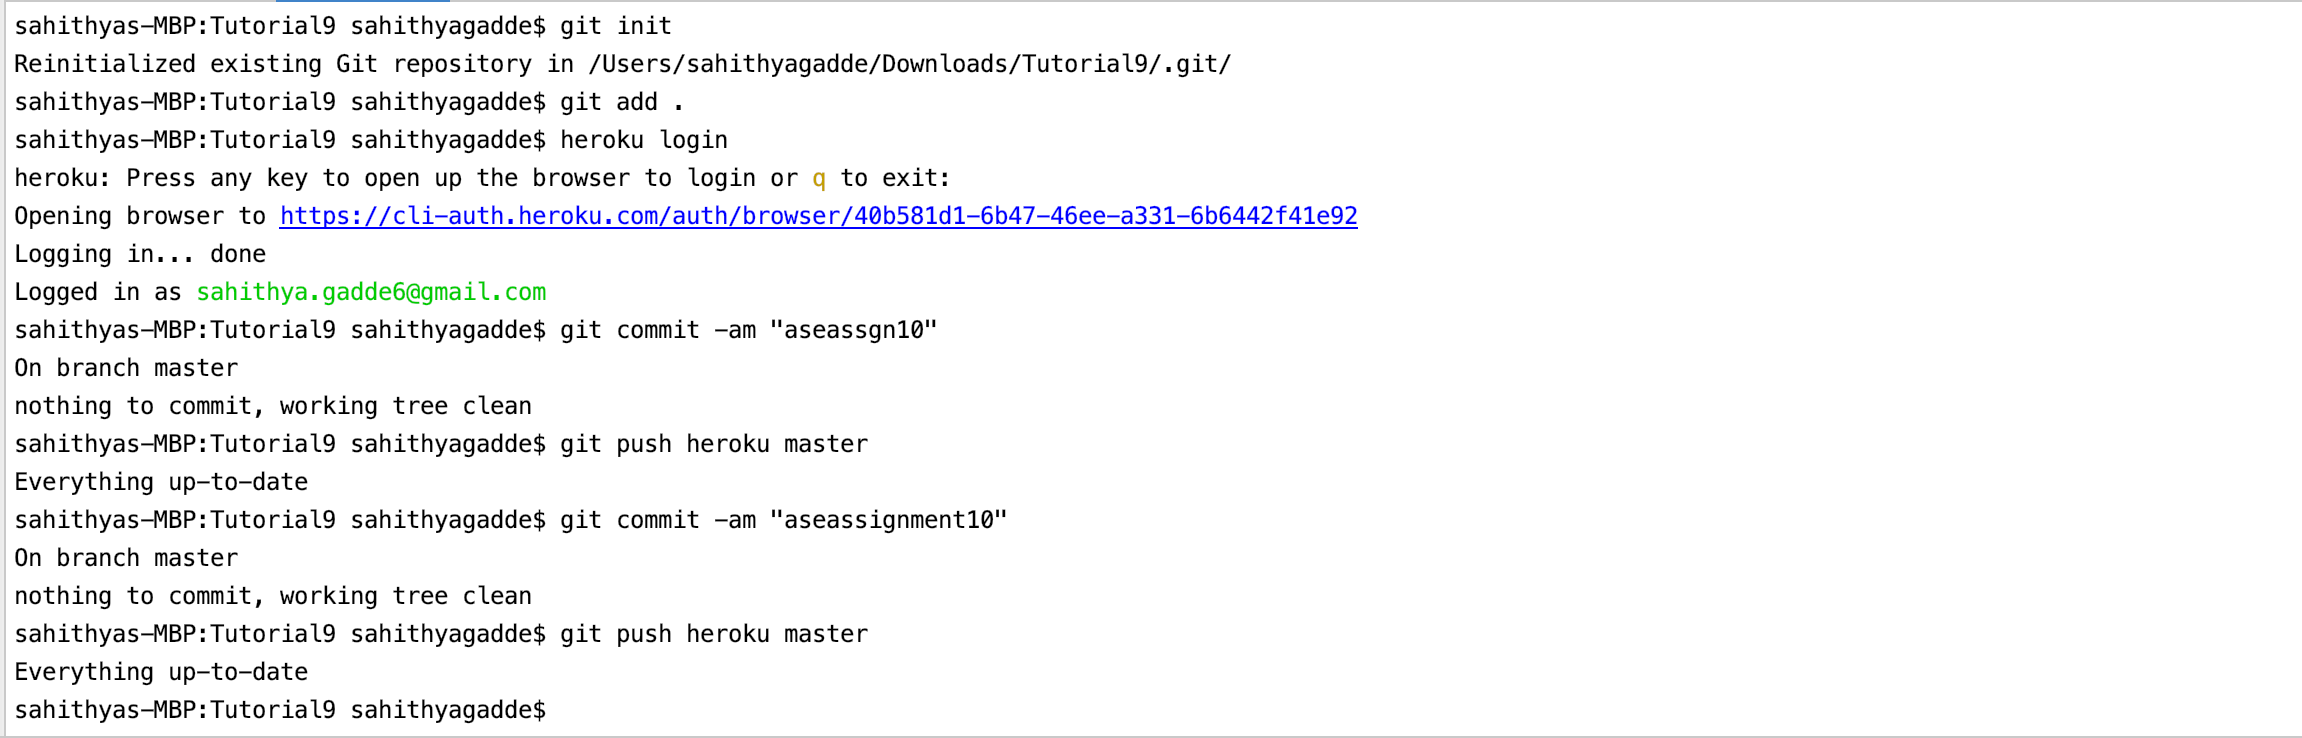 sahithyas-MBP:Tutorial9 sahithyagadde$ git init
Reinitialized existing Git repository in /Users/sahithyagadde/Downloads/Tutorial9/.git/
sahithyas-MBP:Tutorial9 sahithyagadde$ git add .
sahithyas-MBP:Tutorial9 sahithyagadde$ heroku login
heroku: Press any key to open up the browser to login or q to exit:
Opening browser to https://cli-auth.heroku.com/auth/browser/40b581d1-6b47-46ee-a331-6b6442f41e92
Logging in... done
Logged in as sahithya.gadde6@gmail.com
sahithyas-MBP:Tutorial9 sahithyagadde$ git commit -am "aseassgn10"
On branch master
nothing to commit, working tree clean
sahithyas-MBP:Tutorial9 sahithyagadde$ git push heroku master
Everything up-to-date
sahithyas-MBP:Tutorial9 sahithyagadde$ git commit -am "aseassignment10"
On branch master
nothing to commit, working tree clean
sahithyas-MBP:Tutorial9 sahithyagadde$ git push heroku master
Everything up-to-date
sahithyas-MBP:Tutorial9 sahithyagadde$